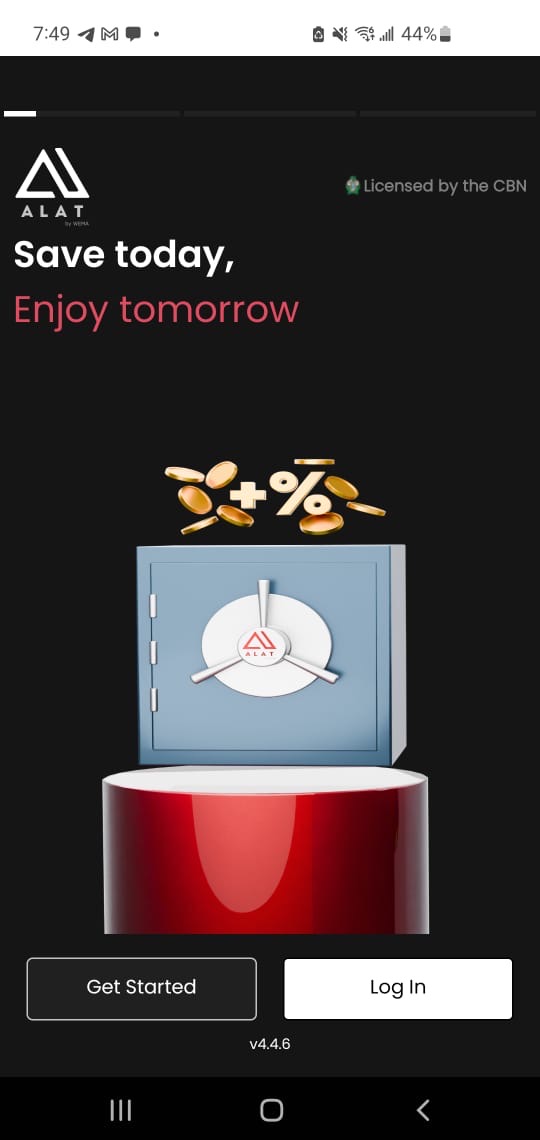 7:49
44%
ALAT
by WEMA
Licensed by the CBN
Save today,
Enjoy tomorrow
+%
ALAT
Get Started
Log In
v4.4.6